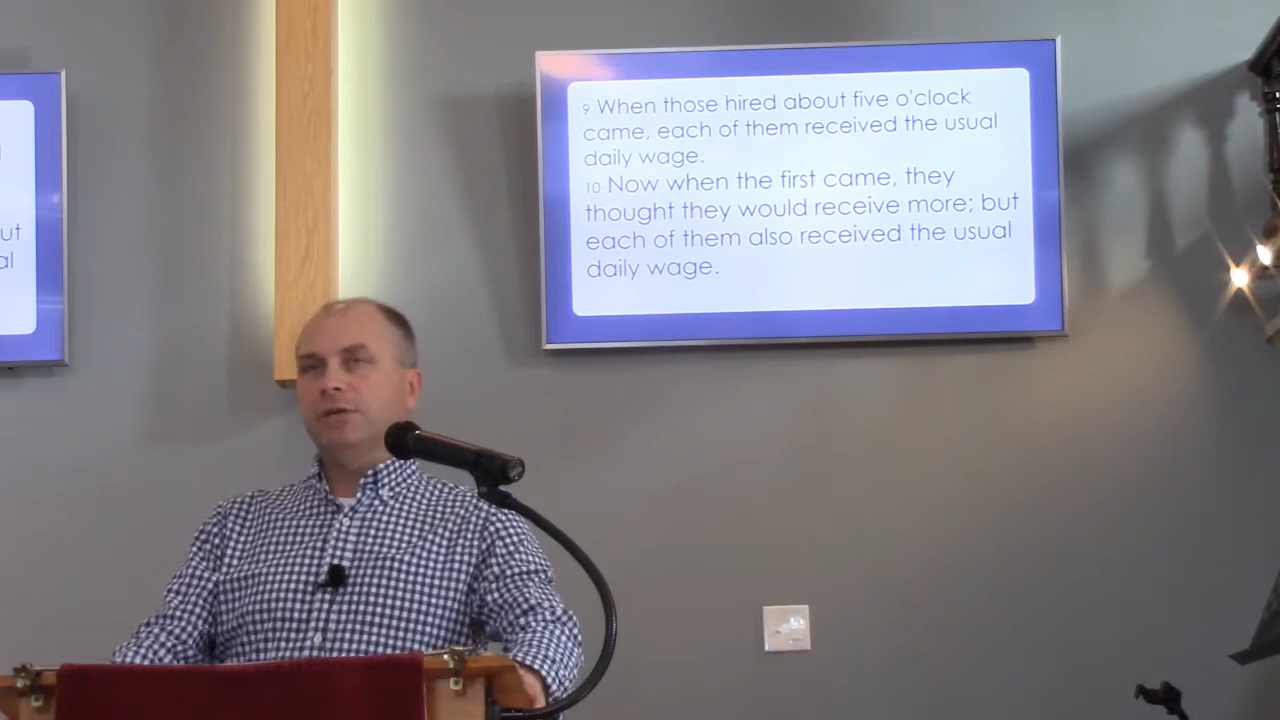 ut
al
9 When those hired about five o'clock
came, each of them received the usual
daily wage.
10 Now when the first came, they
thought they would receive more; but
each of them also received the usual
daily wage.